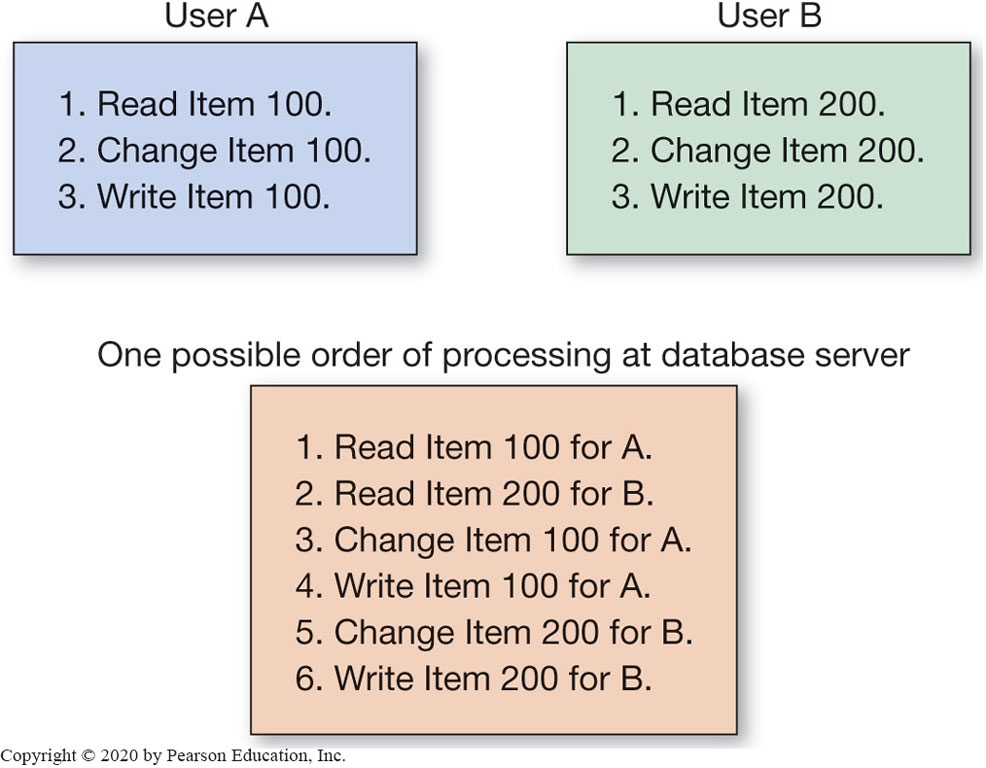 User A
1. Read Item 100.
2. Change Item 100.
3. Write Item 100.
User B
1. Read Item 200.
2. Change Item 200.
3. Write Item 200.
One possible order of processing at database server
1. Read Item 100 for A.
2. Read Item 200 for B.
3. Change Item 100 for A.
4. Write Item 100 for A.
5. Change Item 200 for B.
6. Write Item 200 for B.
Copyright © 2020 by Pearson Education, Inc.